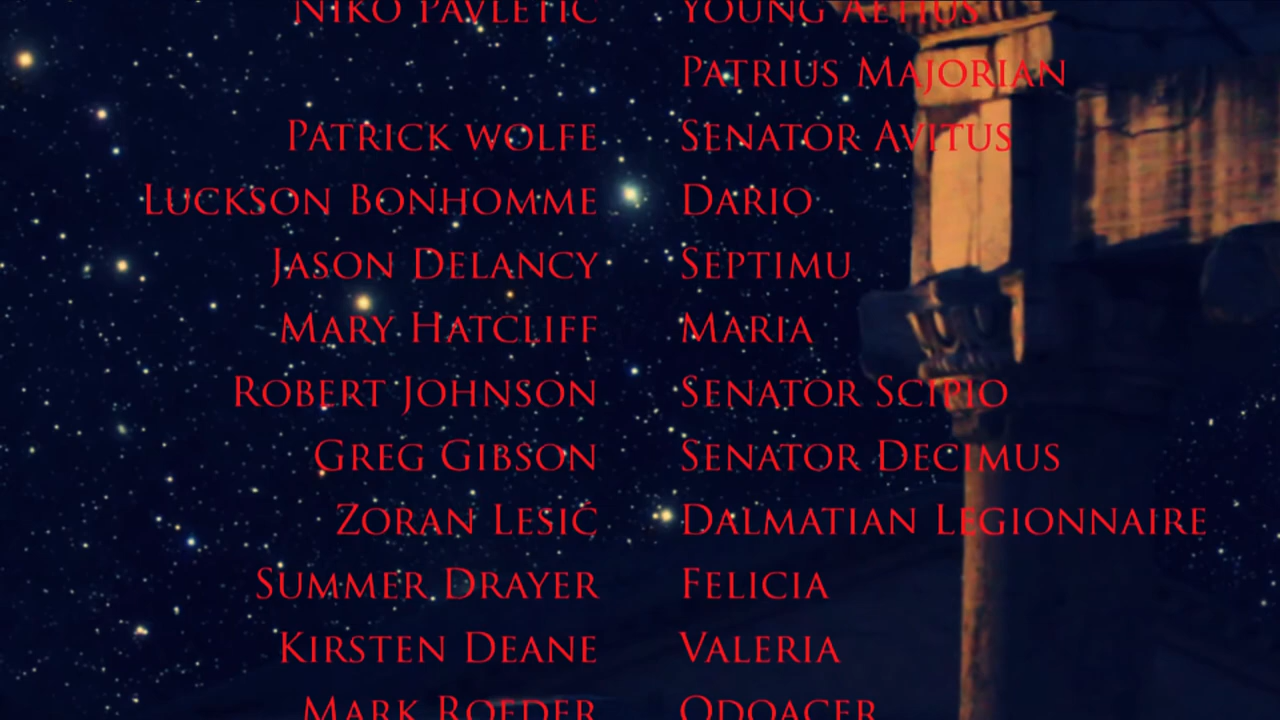 Niko Pavletic Young Aetius
Patrius Majorian
Patrick wolfe Senator Avitus
Luckson Bonhomme Dario
Jason Delancy Septimu
Mary Hatcliff Maria
Robert Johnson Senator Scipio
Greg Gibson Senator Decimus
Zoran Lesic Dalmatian Legionnaire
Summer Drayer Felicia
Kirsten Deane Valeria
Mark Roeder Odoacer